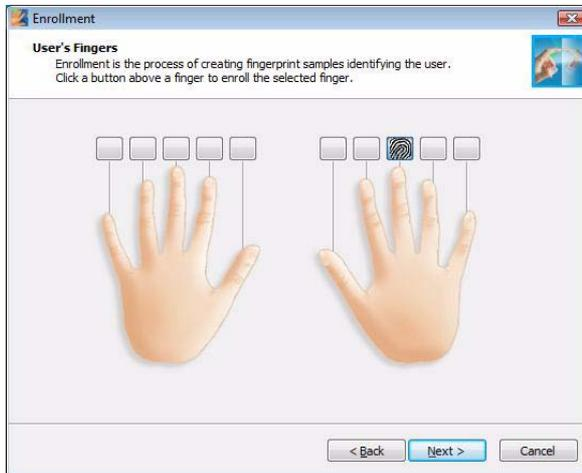 Enrollment
User's Fingers
Enrollment is the process of creating fingerprint samples identifying the user.
Click a button above a finger to enroll the selected finger.
< Back
Next >
Cancel